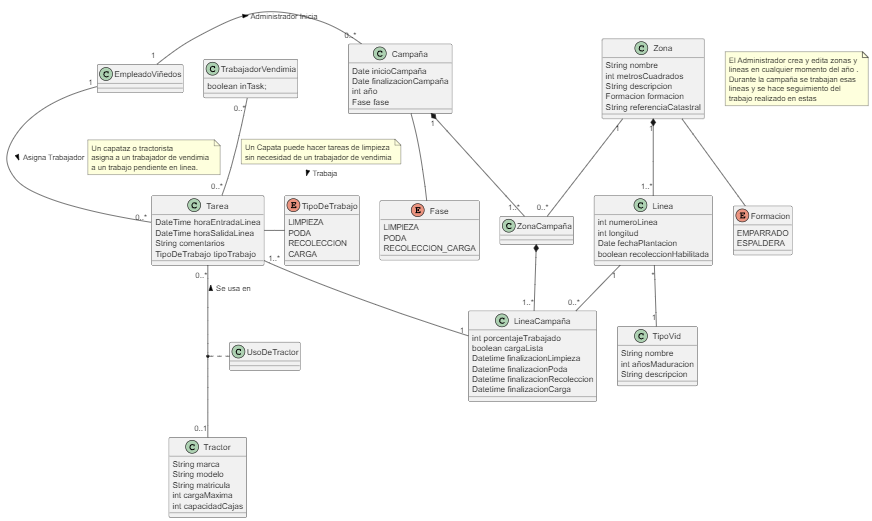 Administrador Inicia
0..*
1
C EmpleadoViñedos
1
C TrabajadorVendimia
boolean inTask;
0..*
C Campaña
Date inicioCampaña
Date finalizacionCampaña
int año
Fase fase
1
C Zona
String nombre
int metrosCuadrados
String descripcion
Formacion formacion
String referenciaCatastral
1
1
El Administrador crea y edita zonas y
lineas en cualquier momento del año .
Durante la campaña se trabajan esas
lineas y se hace seguimiento del
trabajo realizado en estas
Asigna Trabajador
Un capataz o tractorista
asigna a un trabajador de vendimia
a un trabajo pendiente en linea.
Un Capata puede hacer tareas de limpieza
sin necesidad de un trabajador de vendimia
Trabaja
0..*
0..*
C Tarea
DateTime horaEntradaLinea
DateTime horaSalidaLinea
String comentarios
TipoDeTrabajo tipoTrabajo
0..*
1..*
E TipoDeTrabajo
LIMPIEZA
PODA
RECOLECCION
CARGA
E Fase
LIMPIEZA
PODA
RECOLECCION_CARGA
1..*
0..*
C ZonaCampaña
1..*
1..*
C Linea
int numeroLinea
int longitud
Date fechaPlantacion
boolean recoleccionHabilitada
1
*
E Formacion
EMPARRADO
ESPALDERA
Se usa en
0..*
1
C LineaCampaña
int porcentajeTrabajado
boolean cargaLista
Datetime finalizacionLimpieza
Datetime finalizacionPoda
Datetime finalizacionRecoleccion
Datetime finalizacionCarga
1
C TipoVid
String nombre
int añosMaduracion
String descripcion
C UsoDeTractor
0..1
C Tractor
String marca
String modelo
String matricula
int cargaMaxima
int capacidadCajas